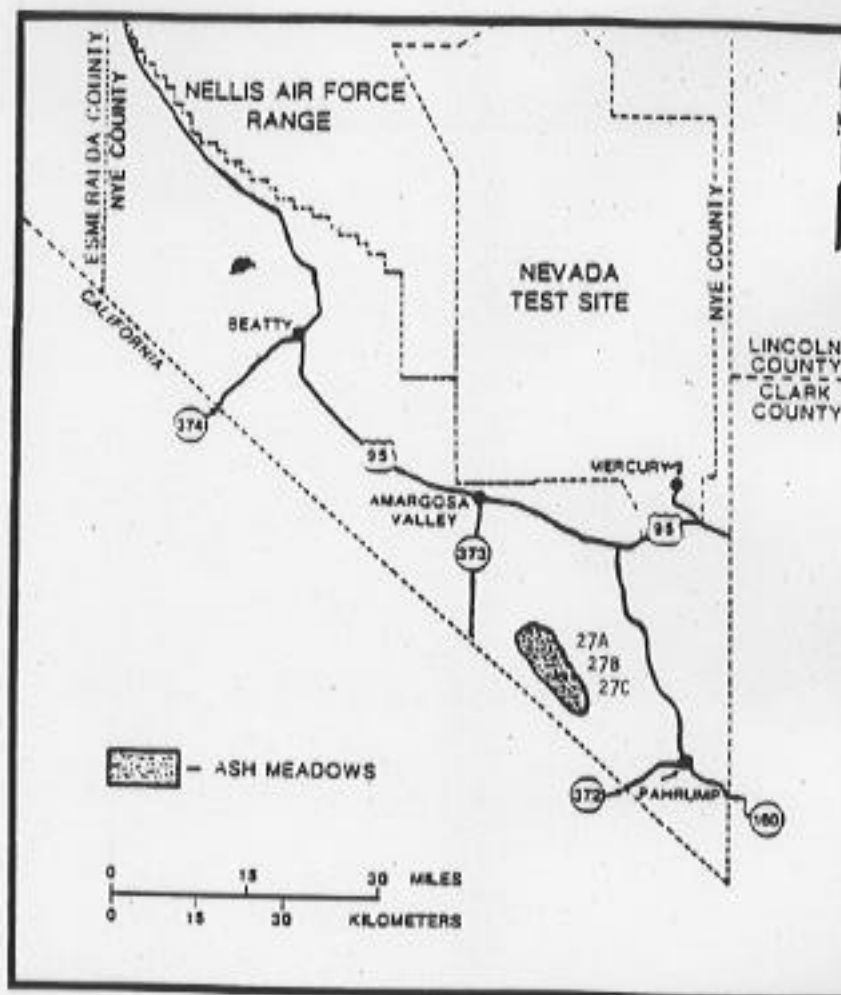 ESMERALDA COUNTY
NYE COUNTY
NELLIS AIR FORCE
RANGE
NYE COUNTY
NEVADA
TEST SITE
CALIFORNIA
BEATTY
LINCOLN
COUNTY
CLARK
COUNTY
374
95
MERCURY
AMARGOSA
VALLEY
95
373
27A
27B
27C
ASH MEADOWS
372
PAHRUMP
160
0 15 30 MILES
0 15 30 KILOMETERS